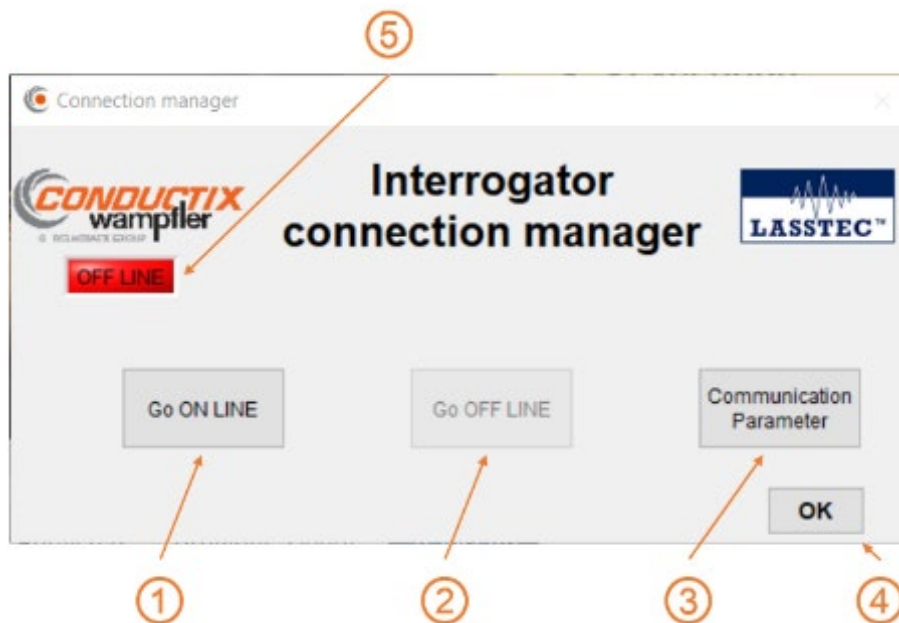 ⑤
Connection manager
CONDUCTIX
wampfler
Interrogator
connection manager
LASSTEC™
OFF LINE
Go ON LINE
Go OFF LINE
Communication
Parameter
OK
①
②
③
④